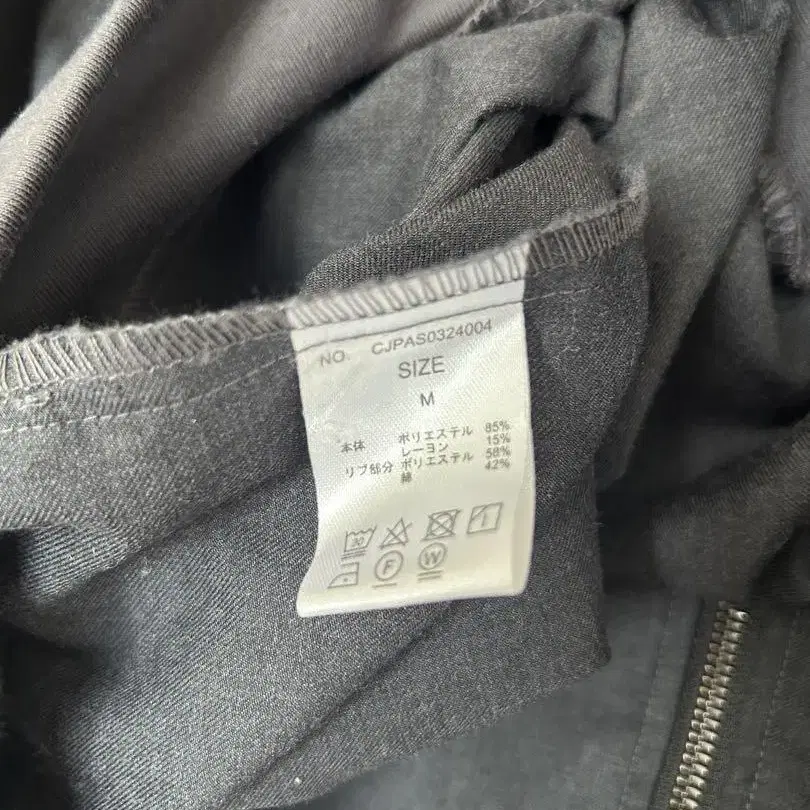 NO. CJPAS0324004
SIZE
M
本体 ポリエステル 85%
レーヨン 15%
リブ部分 ポリエステル 58%
綿 42%
30
F W